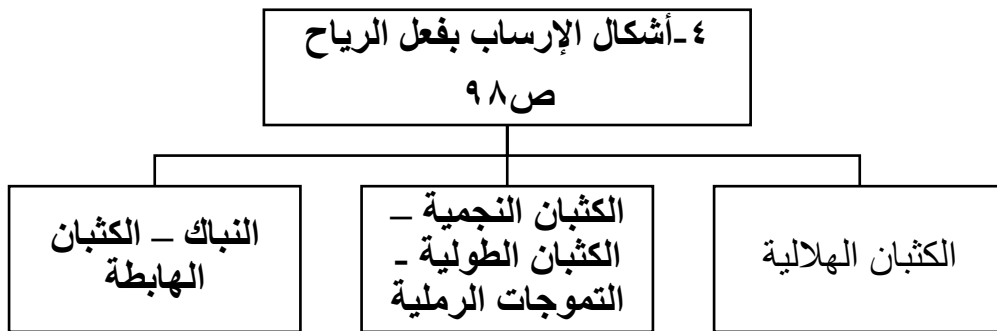 ٤-أشكال الإرساب بفعل الرياح
ص٩٨
الكثبان الهلالية
الكثبان النجمية –
الكثبان الطولية -
التموجات الرملية
النباك – الكثبان
الهابطة